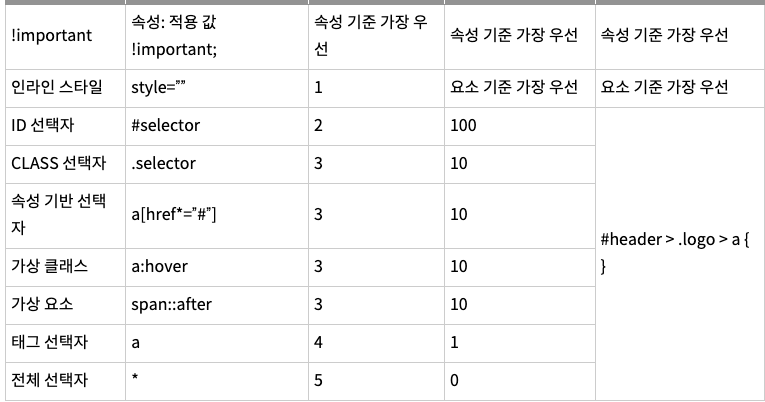 !important
속성: 적용 값
!important;
속성 기준 가장 우
선
속성 기준 가장 우선
속성 기준 가장 우선
인라인 스타일
style=””
1
요소 기준 가장 우선
요소 기준 가장 우선
ID 선택자
#selector
2
100
CLASS 선택자
.selector
3
10
속성 기반 선택
자
a[href*=”#”]
3
10
#header > .logo > a {
}
가상 클래스
a:hover
3
10
가상 요소
span::after
3
10
태그 선택자
a
4
1
전체 선택자
*
5
0